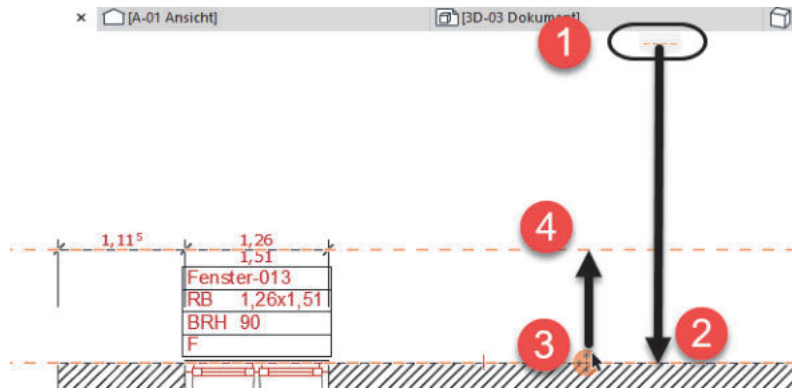 × [A-01 Ansicht] [3D-03 Dokument]
1
4
1,11⁵ 1,26
1,51
Fenster-013
RB 1,26x1,51
BRH 90
F
3 2